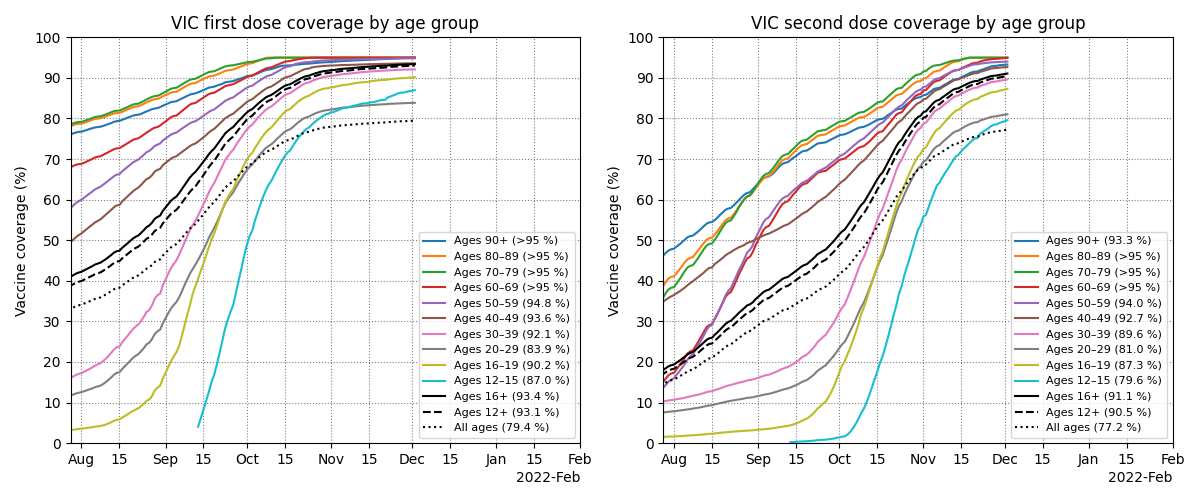 VIC first dose coverage by age group
Vaccine coverage (%)
100
90
80
70
60
50
40
30
20
10
0
Ages 90+ (>95 %)
Ages 80–89 (>95 %)
Ages 70–79 (>95 %)
Ages 60–69 (>95 %)
Ages 50–59 (94.8 %)
Ages 40–49 (93.6 %)
Ages 30–39 (92.1 %)
Ages 20–29 (83.9 %)
Ages 16–19 (90.2 %)
Ages 12–15 (87.0 %)
Ages 16+ (93.4 %)
Ages 12+ (93.1 %)
All ages (79.4 %)
Aug 15 Sep 15 Oct 15 Nov 15 Dec 15 Jan 15 Feb
2022-Feb
VIC second dose coverage by age group
Vaccine coverage (%)
100
90
80
70
60
50
40
30
20
10
0
Ages 90+ (93.3 %)
Ages 80–89 (>95 %)
Ages 70–79 (>95 %)
Ages 60–69 (>95 %)
Ages 50–59 (94.0 %)
Ages 40–49 (92.7 %)
Ages 30–39 (89.6 %)
Ages 20–29 (81.0 %)
Ages 16–19 (87.3 %)
Ages 12–15 (79.6 %)
Ages 16+ (91.1 %)
Ages 12+ (90.5 %)
All ages (77.2 %)
Aug 15 Sep 15 Oct 15 Nov 15 Dec 15 Jan 15 Feb
2022-Feb